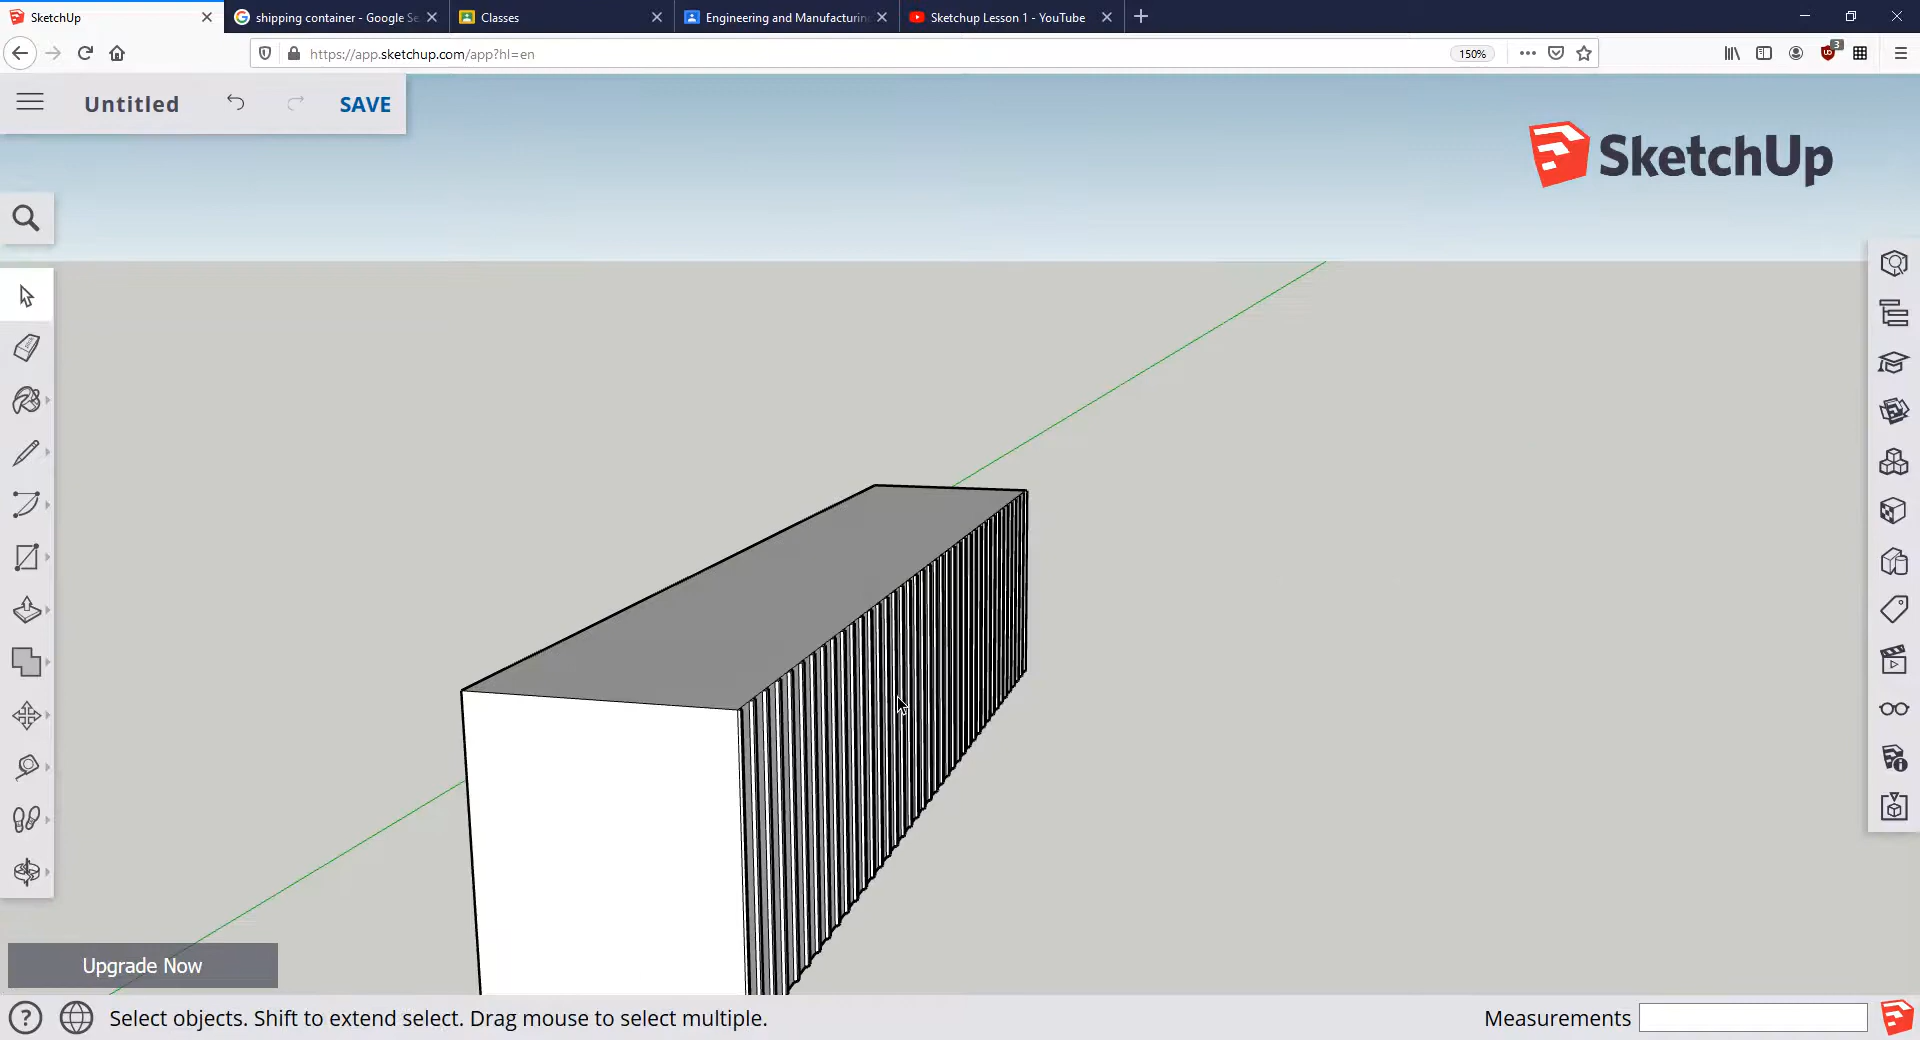 SketchUp
shipping container - Google Se
Classes
Engineering and Manufacturin
Sketchup Lesson 1 - YouTube
https://app.sketchup.com/app?hl=en
150%
3
Untitled
SAVE
SketchUp
Upgrade Now
Select objects. Shift to extend select. Drag mouse to select multiple.
Measurements